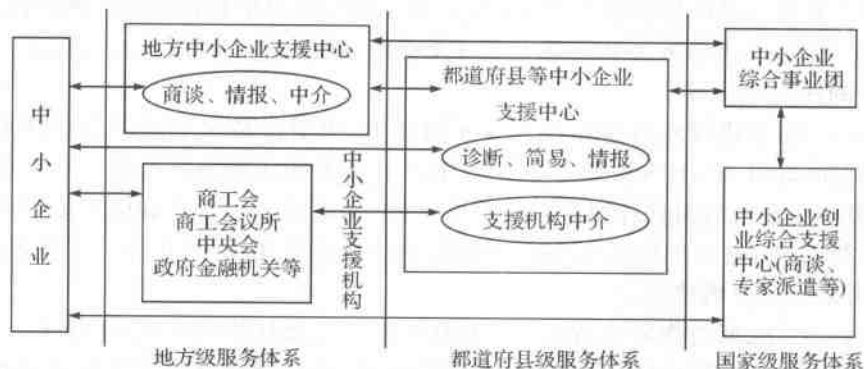 中小企业
地方中小企业支援中心
商谈、情报、中介
商工会
商工会议所
中央会
政府金融机关等
中小企业支援机构
都道府县等中小企业
支援中心
诊断、简易、情报
支援机构中介
中小企业
综合事业团
中小企业创
业综合支援
中心(商谈、
专家派遣等)
地方级服务体系
都道府县级服务体系
国家级服务体系